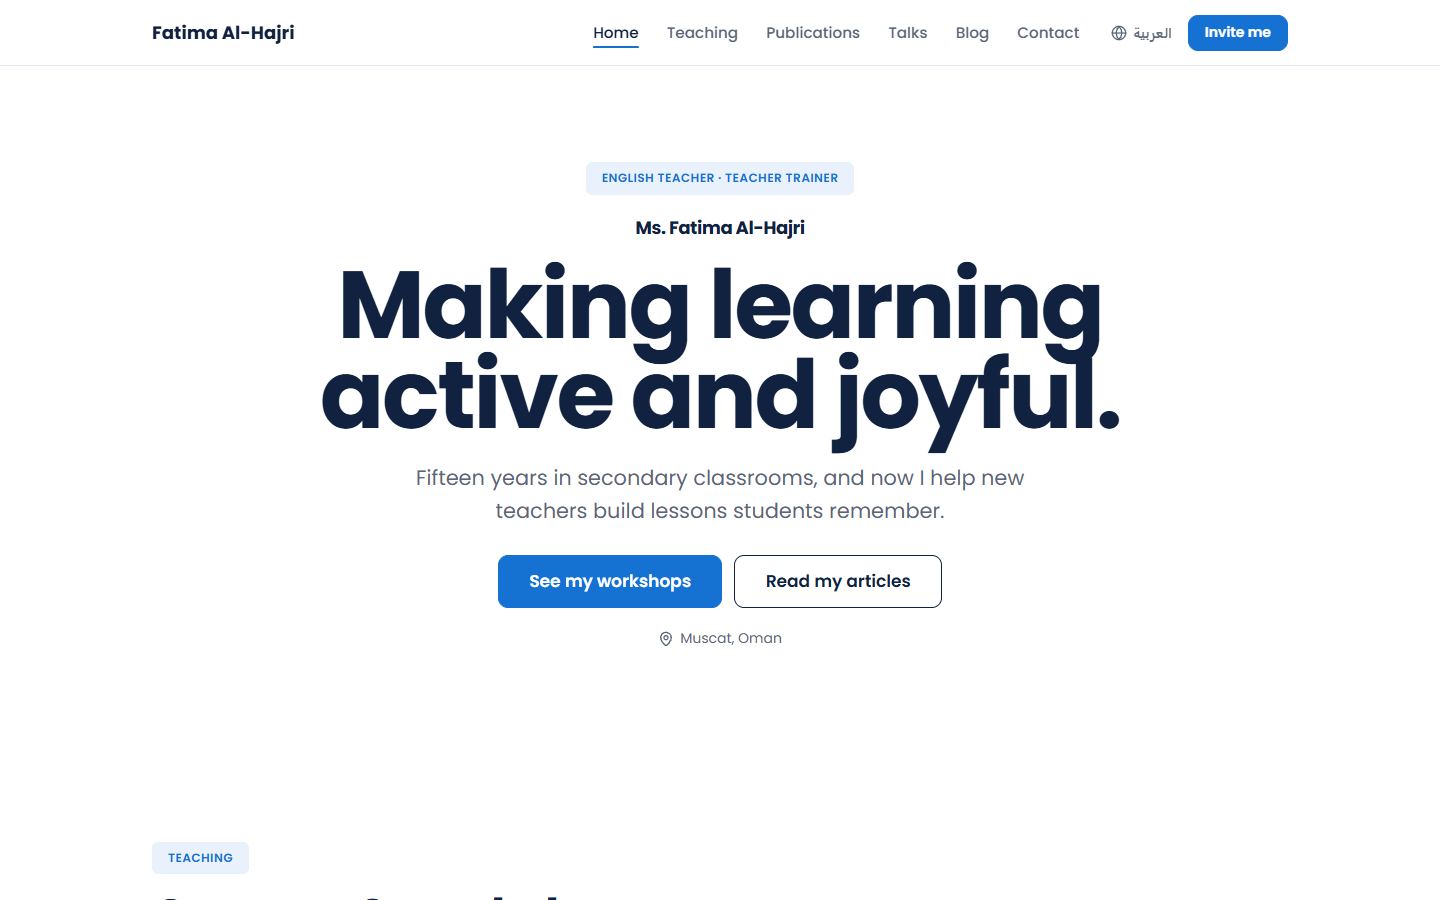 Fatima Al-Hajri
Home Teaching Publications Talks Blog Contact العربية Invite me
ENGLISH TEACHER · TEACHER TRAINER
Ms. Fatima Al-Hajri
Making learning
active and joyful.
Fifteen years in secondary classrooms, and now I help new
teachers build lessons students remember.
See my workshops Read my articles
Muscat, Oman
TEACHING